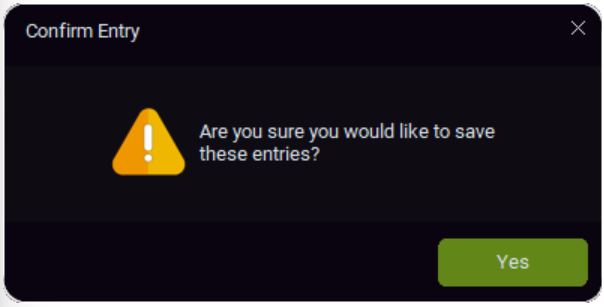 Confirm Entry
Are you sure you would like to save
these entries?
Yes